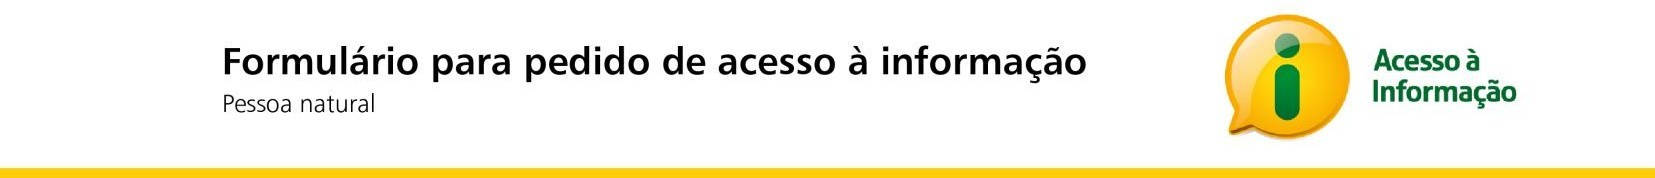 Formulário para pedido de acesso à informação
Pessoa natural
Acesso à
Informação